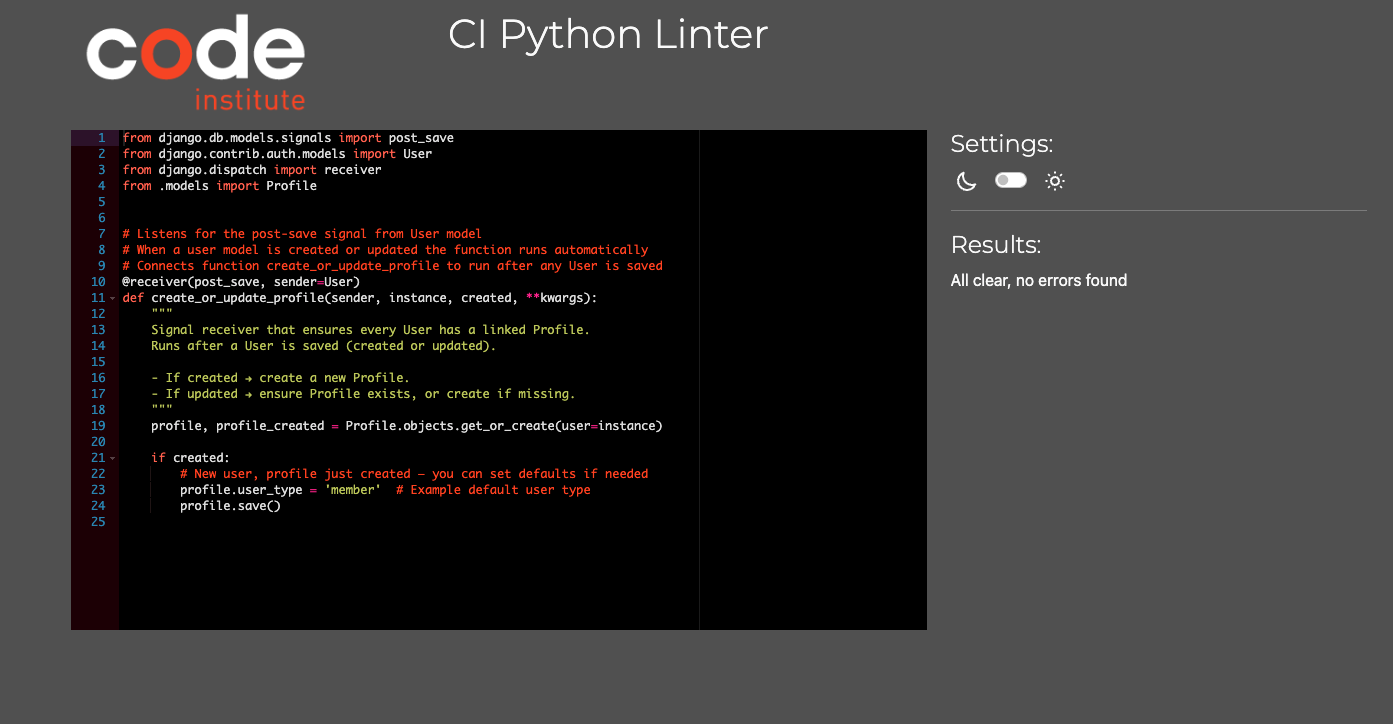 code
institute
CI Python Linter
1 from django.db.models.signals import post_save
2 from django.contrib.auth.models import User
3 from django.dispatch import receiver
4 from .models import Profile
5
6
7 # Listens for the post-save signal from User model
8 # When a user model is created or updated the function runs automatically
9 # Connects function create_or_update_profile to run after any User is saved
10 @receiver(post_save, sender=User)
11 def create_or_update_profile(sender, instance, created, **kwargs):
12     """
13     Signal receiver that ensures every User has a linked Profile.
14     Runs after a User is saved (created or updated).
15
16     - If created → create a new Profile.
17     - If updated → ensure Profile exists, or create if missing.
18     """
19     profile, profile_created = Profile.objects.get_or_create(user=instance)
20
21     if created:
22         # New user, profile just created – you can set defaults if needed
23         profile.user_type = 'member'  # Example default user type
24         profile.save()
25
Settings:
Results:
All clear, no errors found